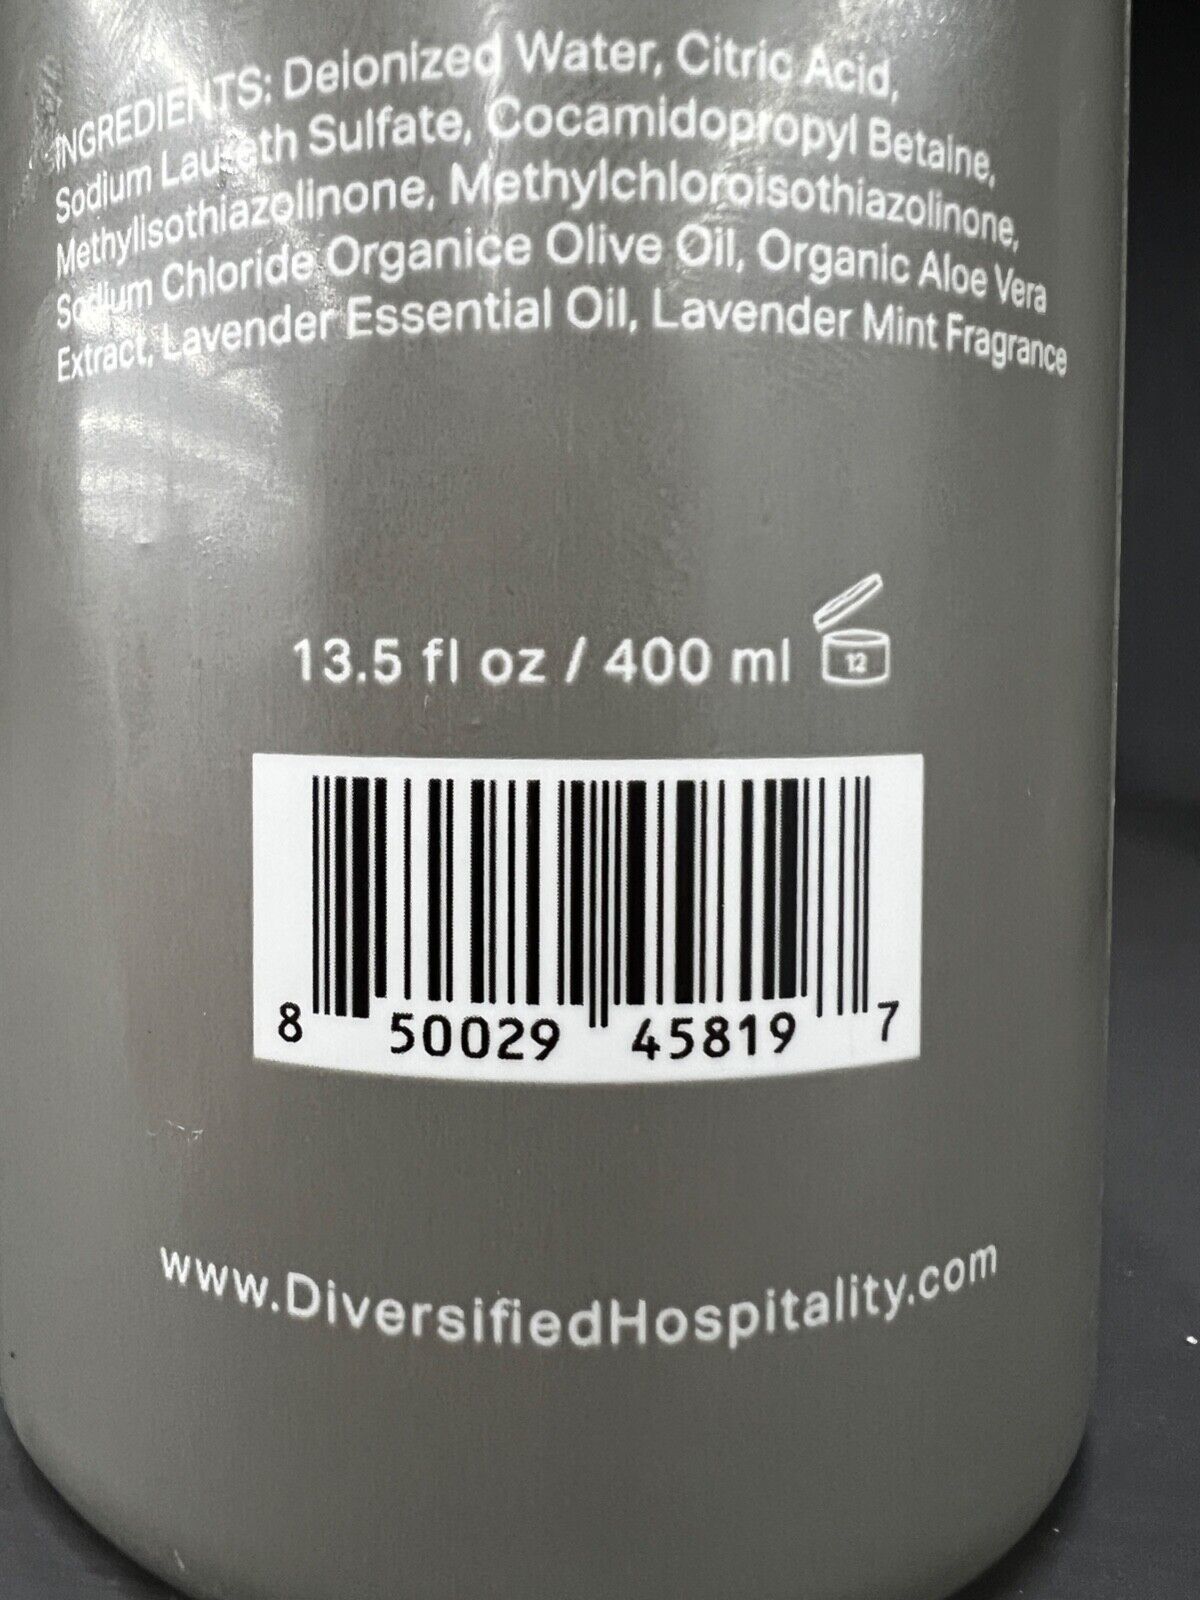 INGREDIENTS: Deionized Water, Citric Acid,
Sodium Laureth Sulfate, Cocamidopropyl Betaine,
Methylisothiazolinone, Methylchloroisothiazolinone,
Sodium Chloride Organice Olive Oil, Organic Aloe Vera
Extract, Lavender Essential Oil, Lavender Mint Fragrance
13.5 fl oz / 400 ml
12
8 50029 45819 7
www.DiversifiedHospitality.com